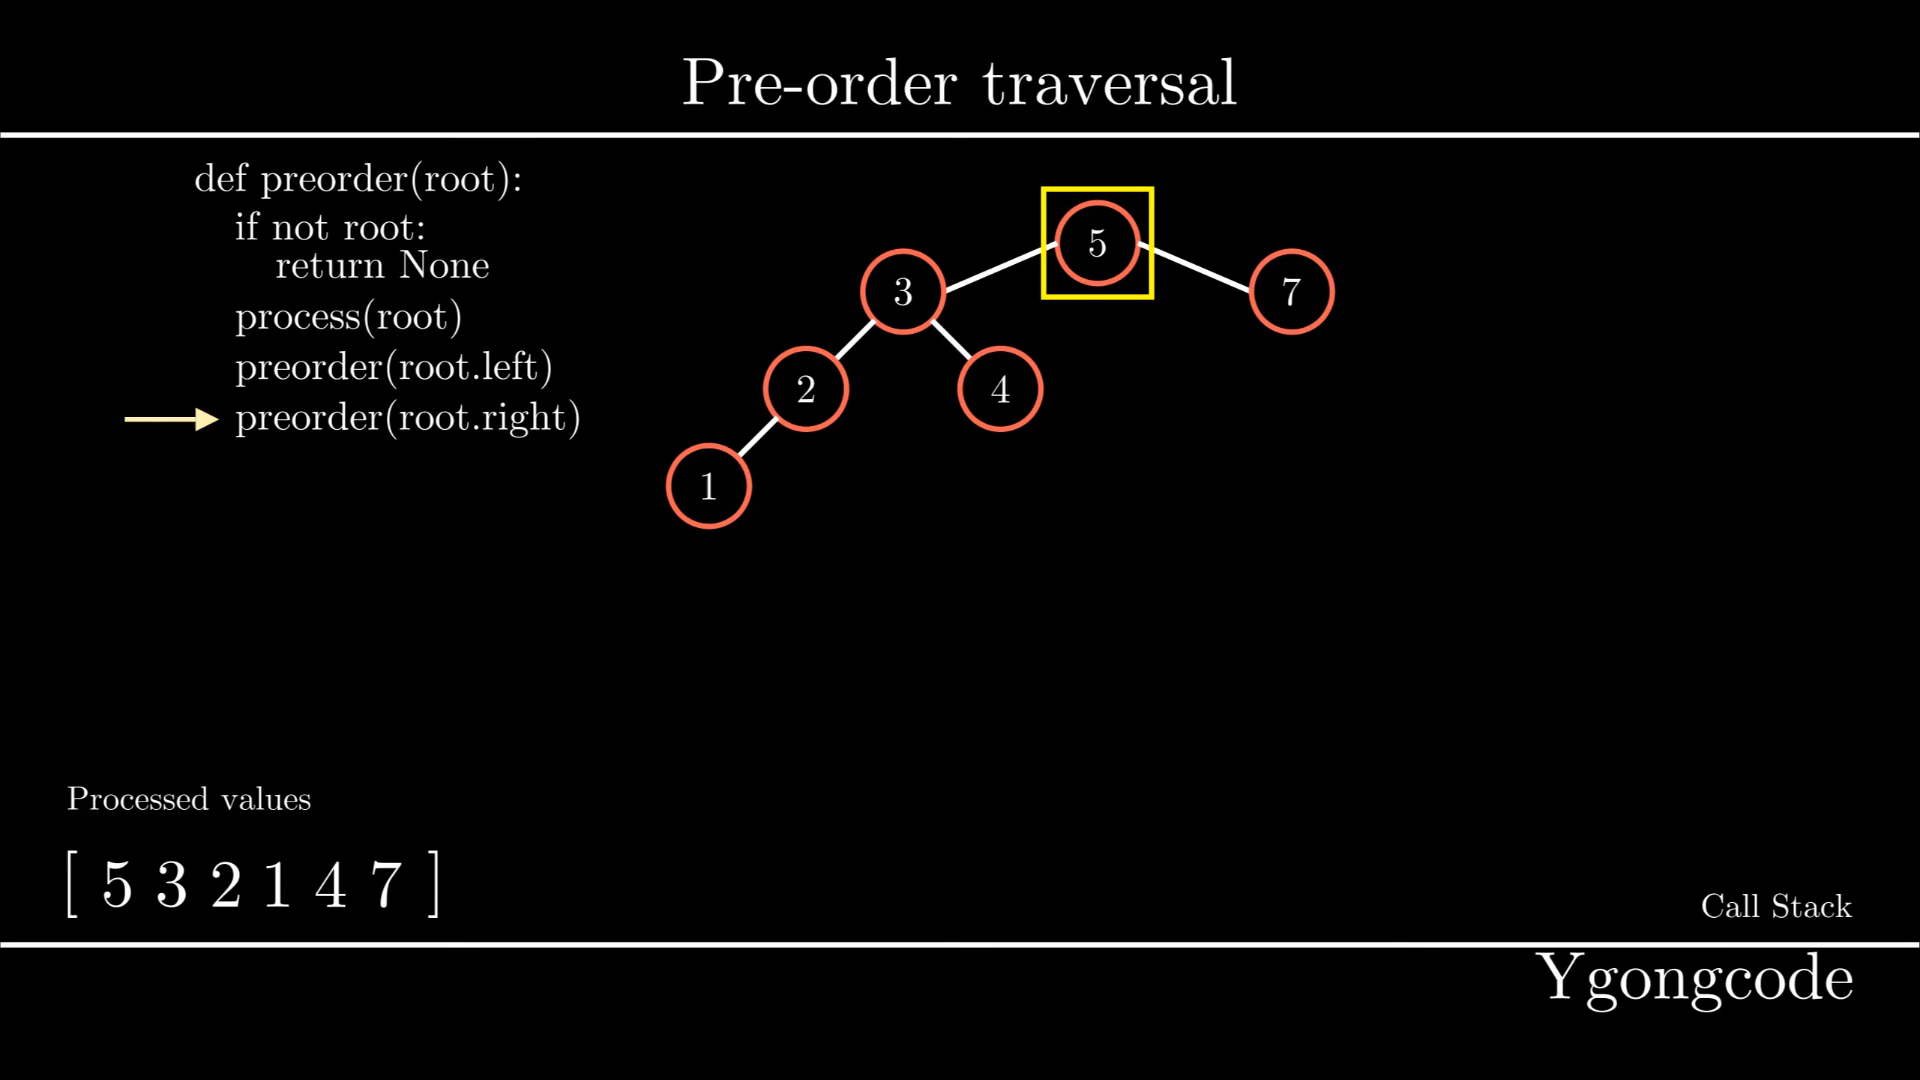 Pre-order traversal
def preorder(root):
if not root:
return None
process(root)
preorder(root.left)
preorder(root.right)
5
3
7
2
4
1
Processed values
[ 5 3 2 1 4 7 ]
Call Stack
Ygongcode